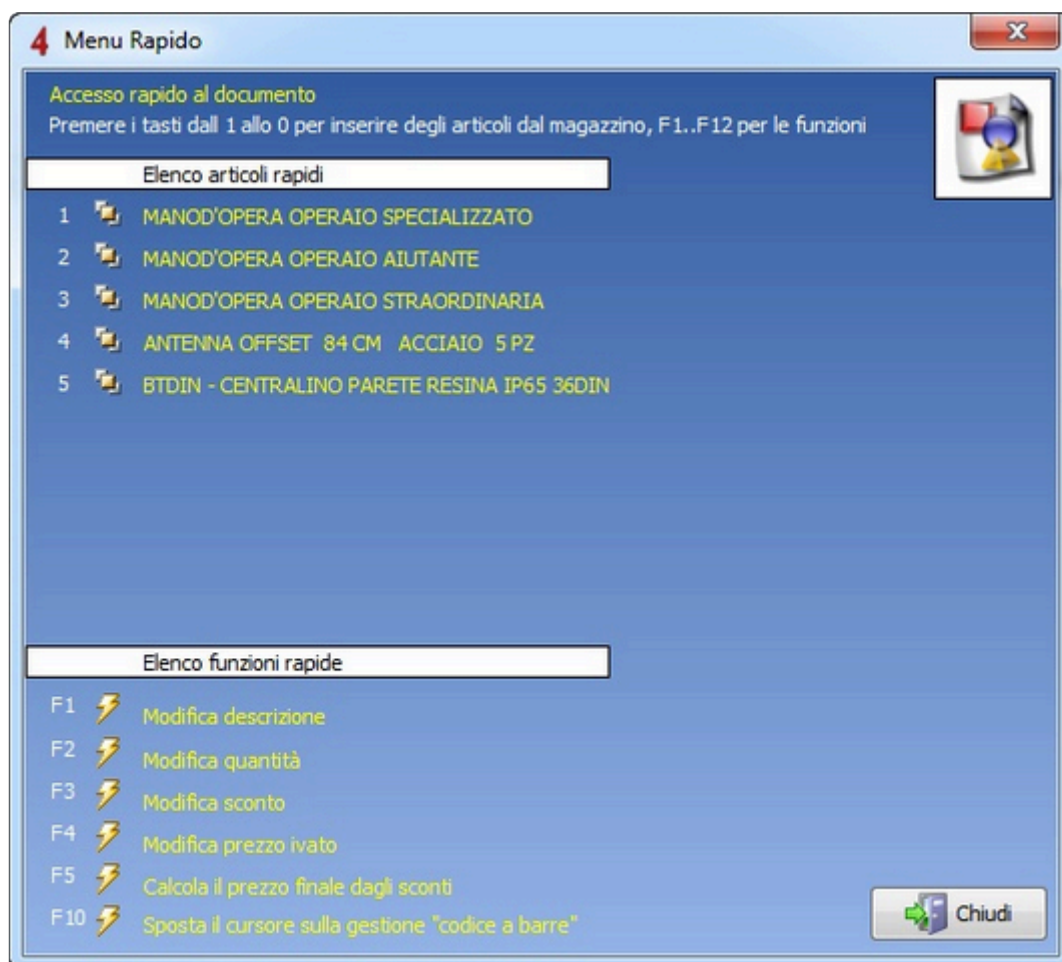 4 Menu Rapido
Accesso rapido al documento
Premere i tasti dall 1 allo 0 per inserire degli articoli dal magazzino, F1..F12 per le funzioni
Elenco articoli rapidi
1 MANOD'OPERA OPERAIO SPECIALIZZATO
2 MANOD'OPERA OPERAIO AIUTANTE
3 MANOD'OPERA OPERAIO STRAORDINARIA
4 ANTENNA OFFSET 84 CM ACCIAIO 5 PZ
5 BTDIN - CENTRALINO PARETE RESINA IP65 36DIN
Elenco funzioni rapide
F1 Modifica descrizione
F2 Modifica quantità
F3 Modifica sconto
F4 Modifica prezzo ivato
F5 Calcola il prezzo finale dagli sconti
F10 Sposta il cursore sulla gestione "codice a barre"
Chiudi